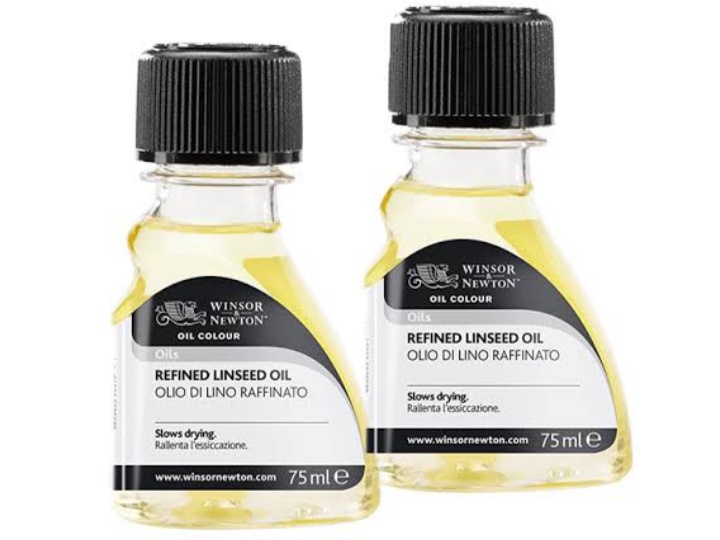 WINSOR
&
NEWTON™
OIL COLOUR
Oils
REFINED LINSEED OIL
OLIO DI LINO RAFFINATO
Slows drying.
Rallenta l'essiccazione.
www.winsornewton.com 75 ml ℮
WINSOR
&
NEWTON™
OIL COLOUR
Oils
REFINED LINSEED OIL
OLIO DI LINO RAFFINATO
Slows drying.
Rallenta l'essiccazione.
www.winsornewton.com 75 ml ℮